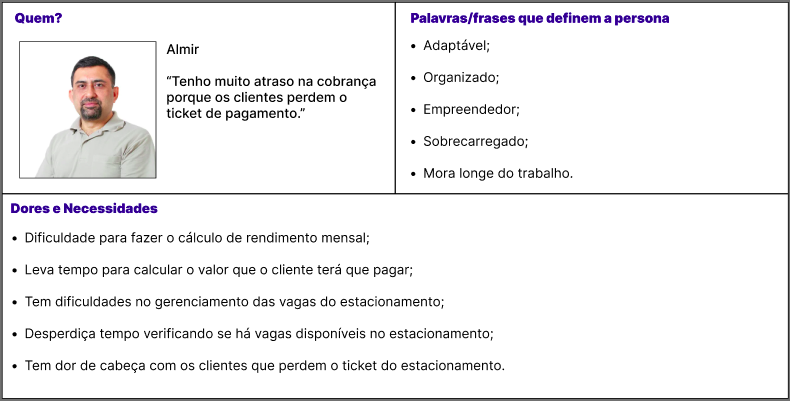 Quem?
Almir
“Tenho muito atraso na cobrança
porque os clientes perdem o
ticket de pagamento.”
Palavras/frases que definem a persona
• Adaptável;
• Organizado;
• Empreendedor;
• Sobrecarregado;
• Mora longe do trabalho.
Dores e Necessidades
• Dificuldade para fazer o cálculo de rendimento mensal;
• Leva tempo para calcular o valor que o cliente terá que pagar;
• Tem dificuldades no gerenciamento das vagas do estacionamento;
• Desperdiça tempo verificando se há vagas disponíveis no estacionamento;
• Tem dor de cabeça com os clientes que perdem o ticket do estacionamento.